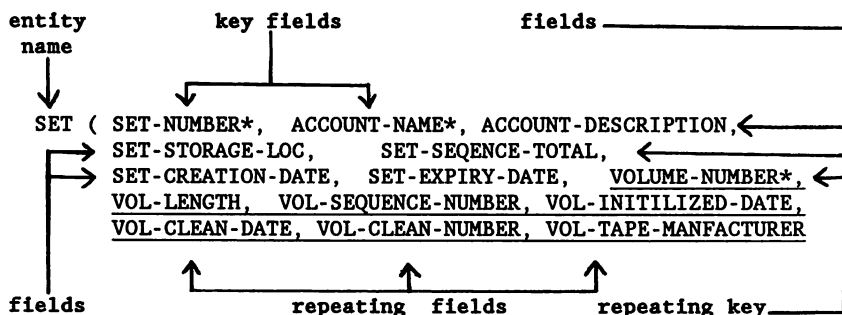 entity key fields fields
name
SET ( SET-NUMBER*, ACCOUNT-NAME*, ACCOUNT-DESCRIPTION,
SET-STORAGE-LOC, SET-SEQENCE-TOTAL,
SET-CREATION-DATE, SET-EXPIRY-DATE, VOLUME-NUMBER*,
VOL-LENGTH, VOL-SEQUENCE-NUMBER, VOL-INITILIZED-DATE,
VOL-CLEAN-DATE, VOL-CLEAN-NUMBER, VOL-TAPE-MANFACTURER
fields repeating fields repeating key